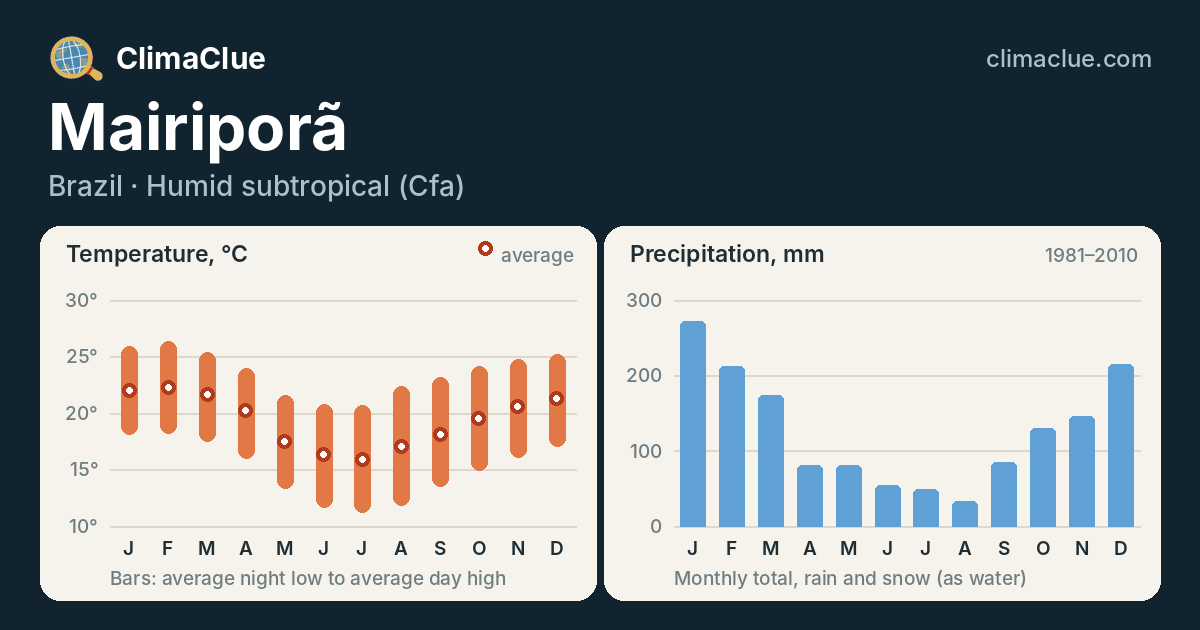 ClimaClue
climaclue.com
Mairiporã
Brazil · Humid subtropical (Cfa)
Temperature, °C
average
30°
25°
20°
15°
10°
J F M A M J J A S O N D
Bars: average night low to average day high
Precipitation, mm
1981–2010
300
200
100
0
J F M A M J J A S O N D
Monthly total, rain and snow (as water)